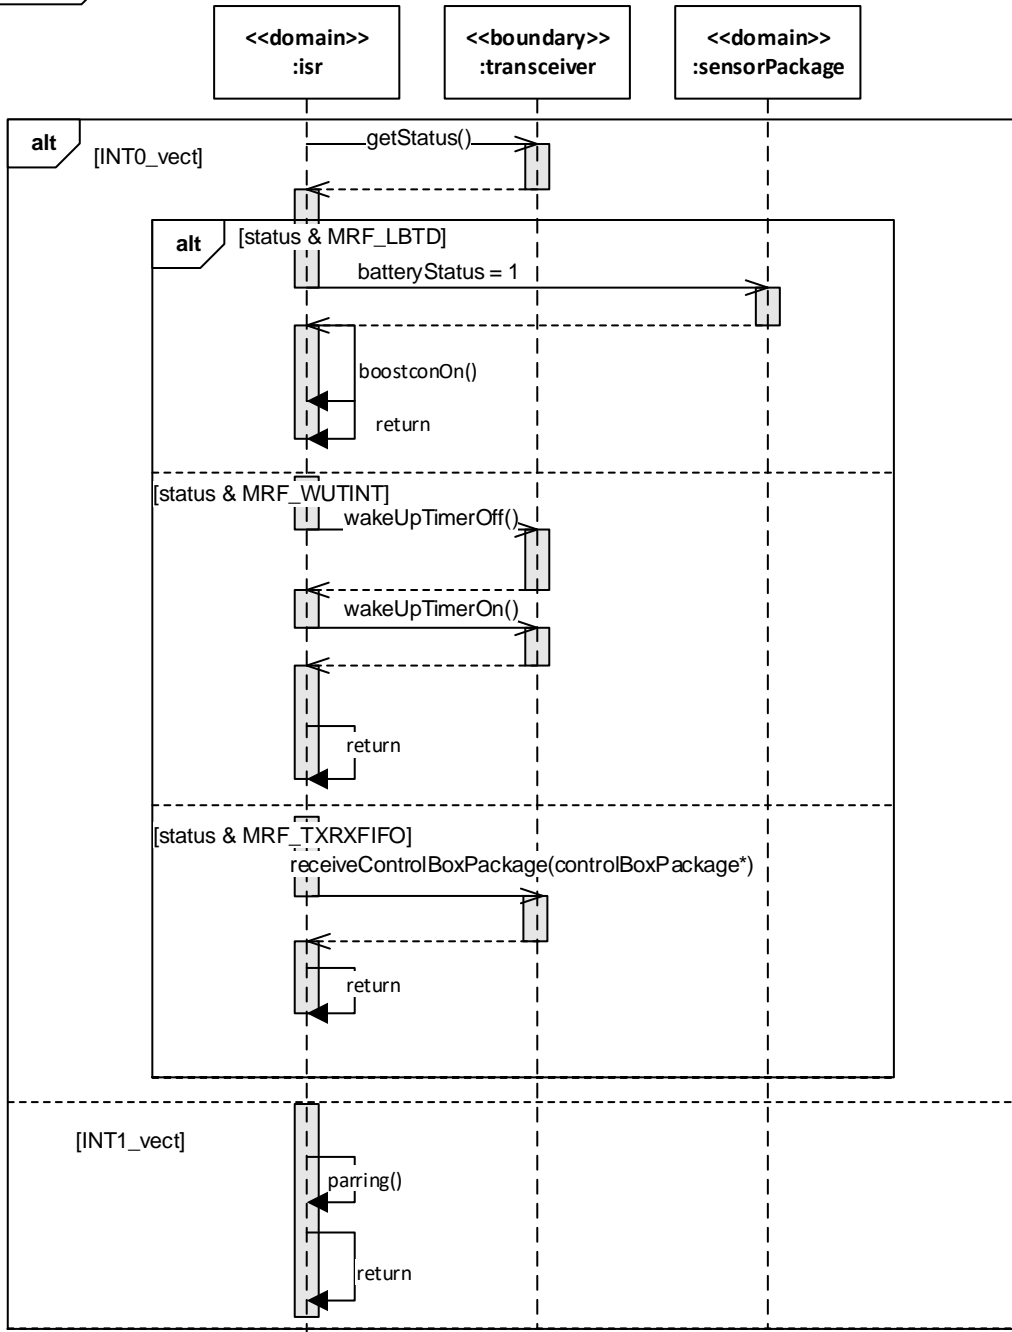 <<domain>>
:isr
<<boundary>>
:transceiver
<<domain>>
:sensorPackage
alt
[INT0_vect]
getStatus()
alt
[status & MRF_LBTD]
batteryStatus = 1
boostconOn()
return
[status & MRF_WUTINT]
wakeUpTimerOff()
wakeUpTimerOn()
return
[status & MRF_TXRXFIFO]
receiveControlBoxPackage(controlBoxPackage*)
return
[INT1_vect]
parring()
return